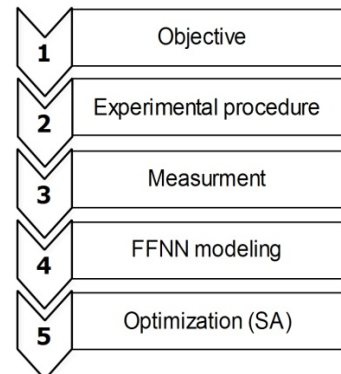 1 Objective
2 Experimental procedure
3 Measurment
4 FFNN modeling
5 Optimization (SA)